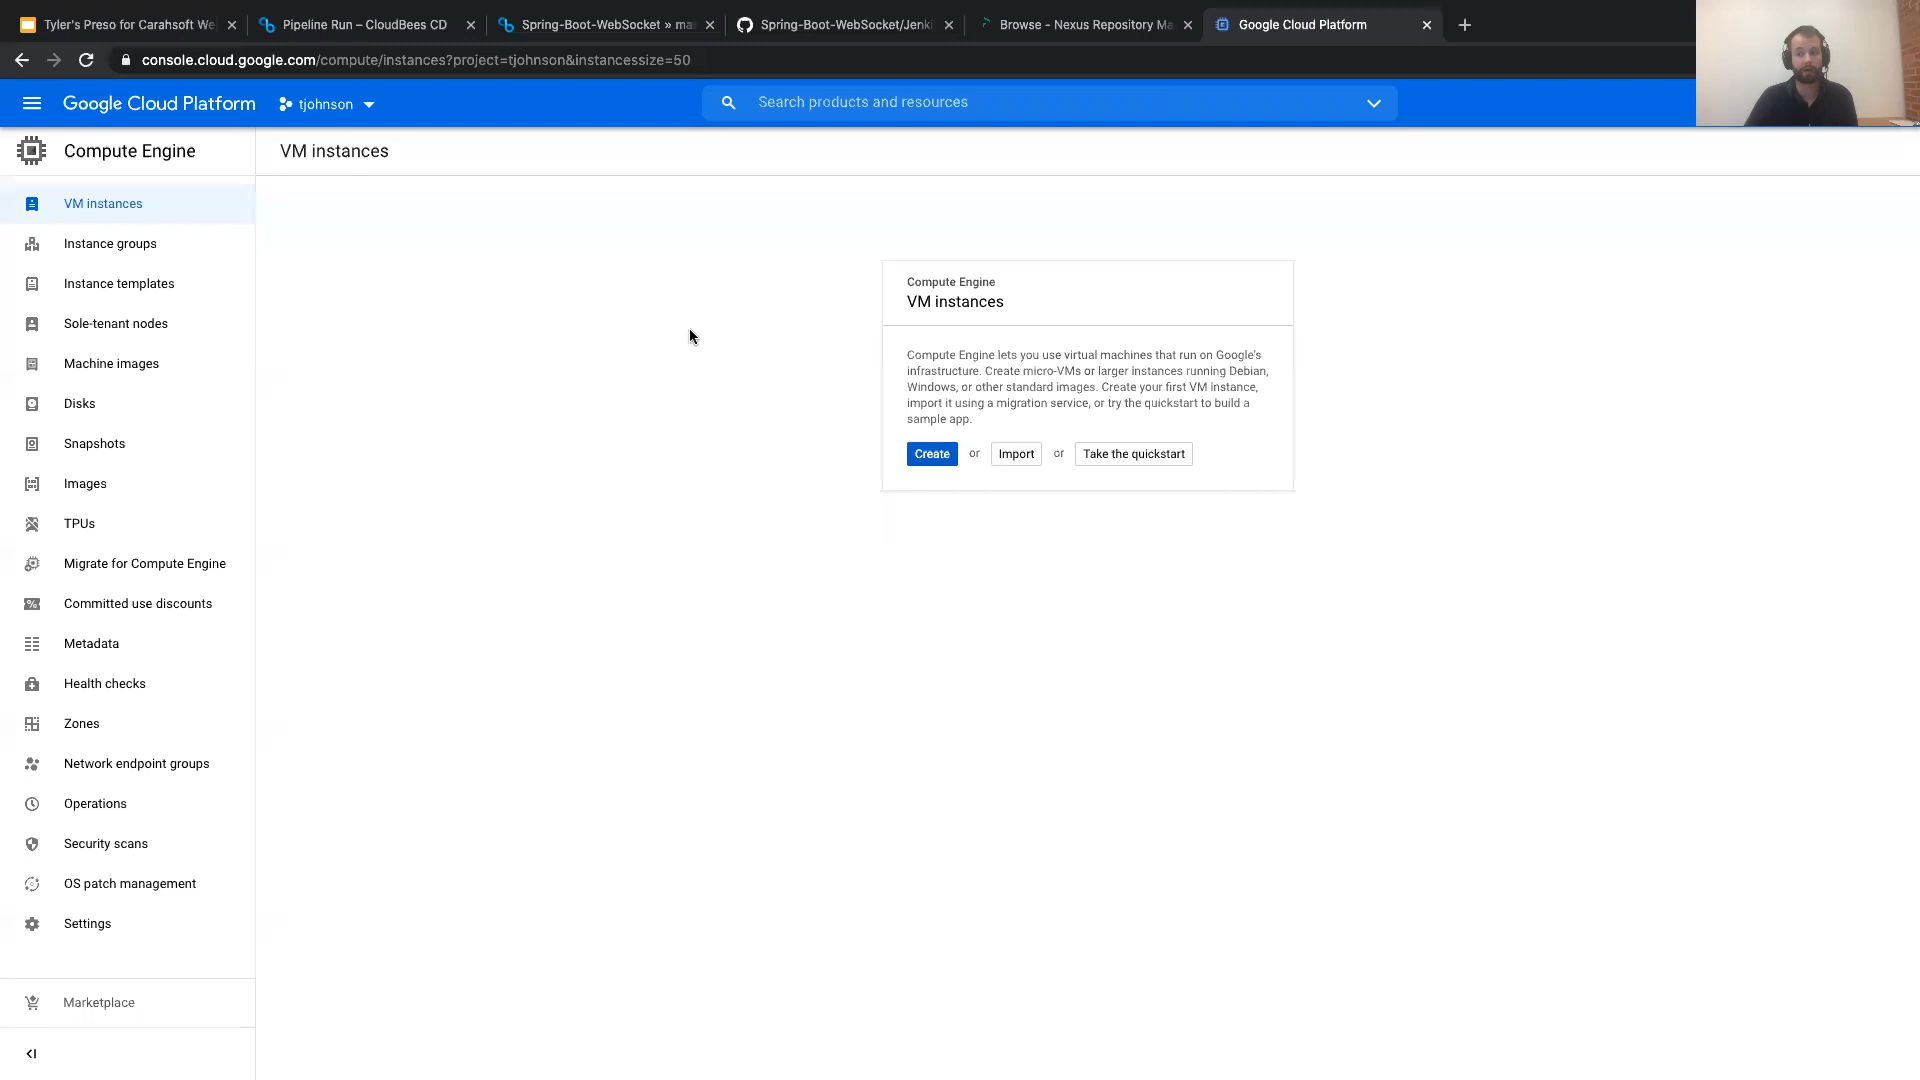 Tyler's Preso for Carahsoft We
Pipeline Run – CloudBees CD
Spring-Boot-WebSocket » ma
Spring-Boot-WebSocket/Jenki
Browse - Nexus Repository Ma
Google Cloud Platform
console.cloud.google.com/compute/instances?project=tjohnson&instancessize=50
Google Cloud Platform
tjohnson
Search products and resources
Compute Engine
VM instances
VM instances
Instance groups
Instance templates
Sole-tenant nodes
Machine images
Disks
Snapshots
Images
TPUs
Migrate for Compute Engine
Committed use discounts
Metadata
Health checks
Zones
Network endpoint groups
Operations
Security scans
OS patch management
Settings
Marketplace
Compute Engine
VM instances
Compute Engine lets you use virtual machines that run on Google's
infrastructure. Create micro-VMs or larger instances running Debian,
Windows, or other standard images. Create your first VM instance,
import it using a migration service, or try the quickstart to build a
sample app.
Create or Import or Take the quickstart